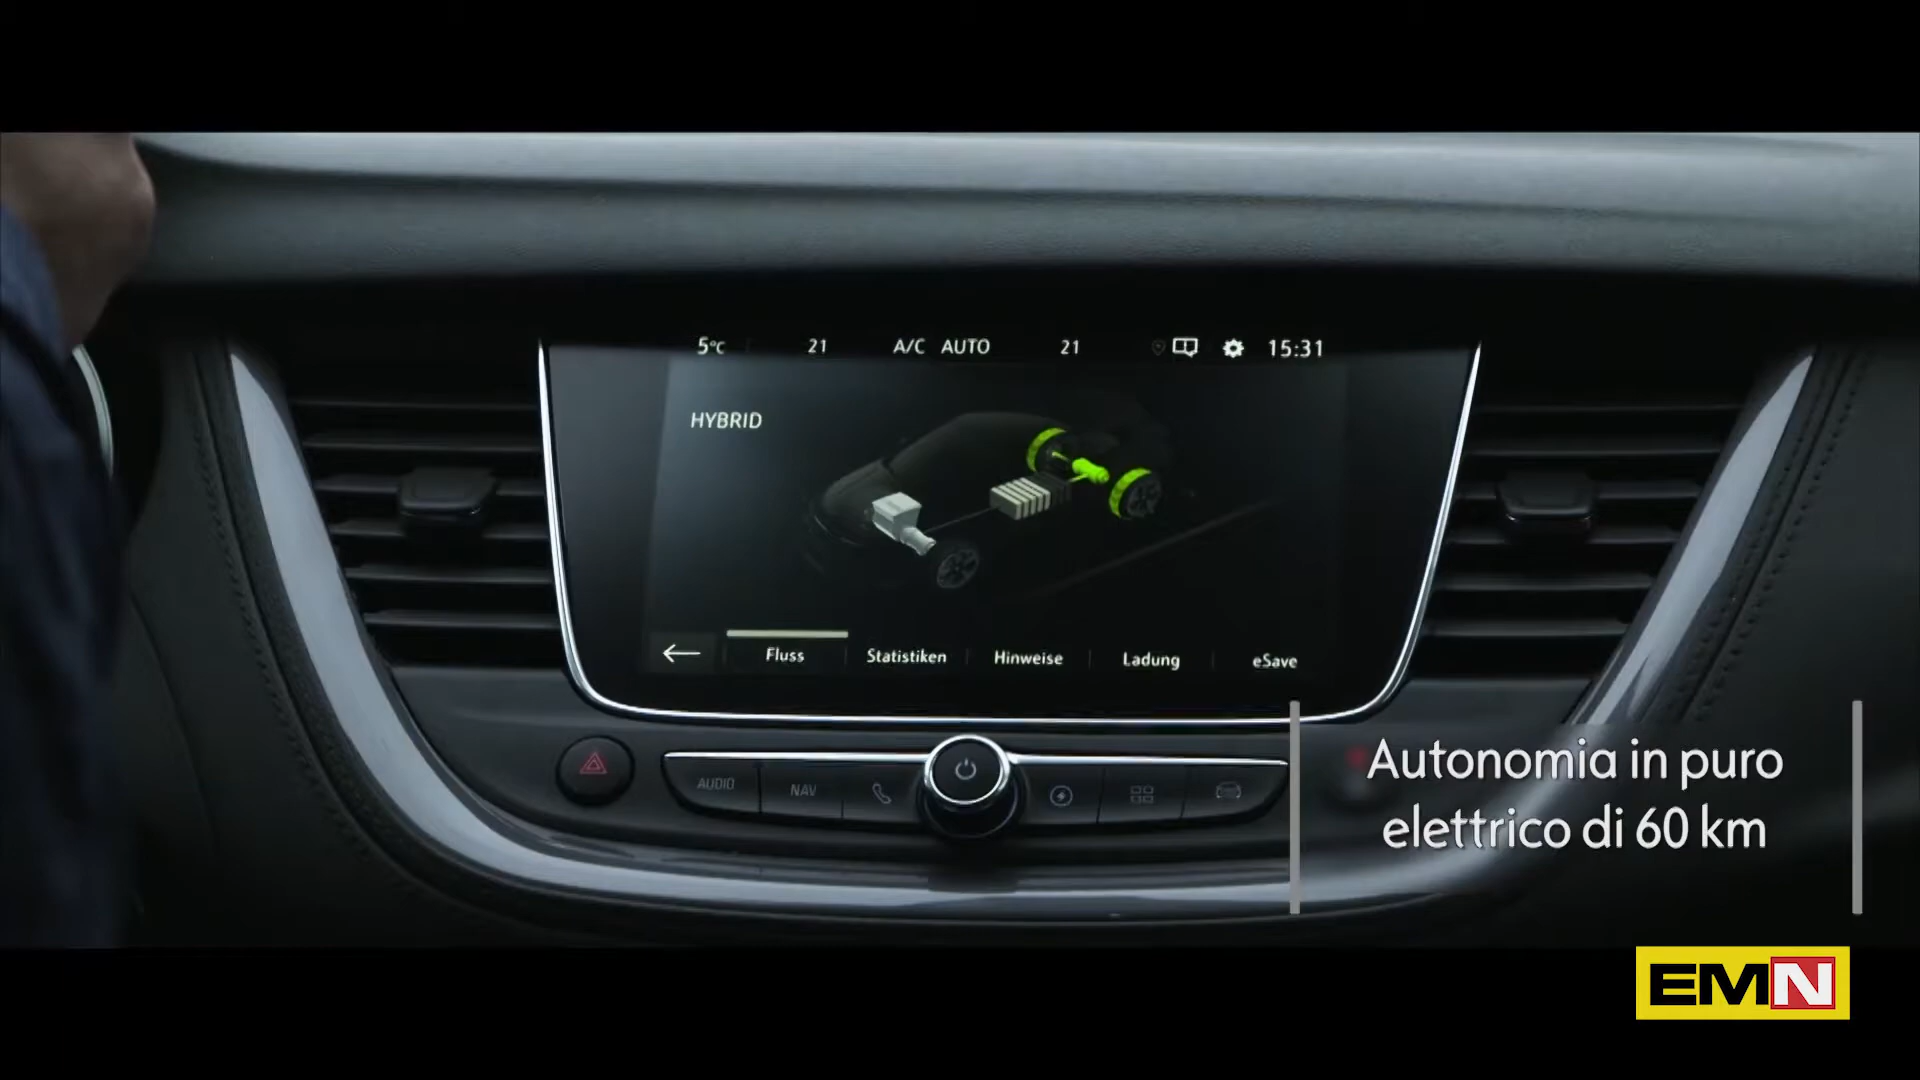 5°C 21 A/C AUTO 21 15:31
HYBRID
Fluss Statistiken Hinweise Ladung eSave
AUDIO NAV
Autonomia in puro
elettrico di 60 km
EMN